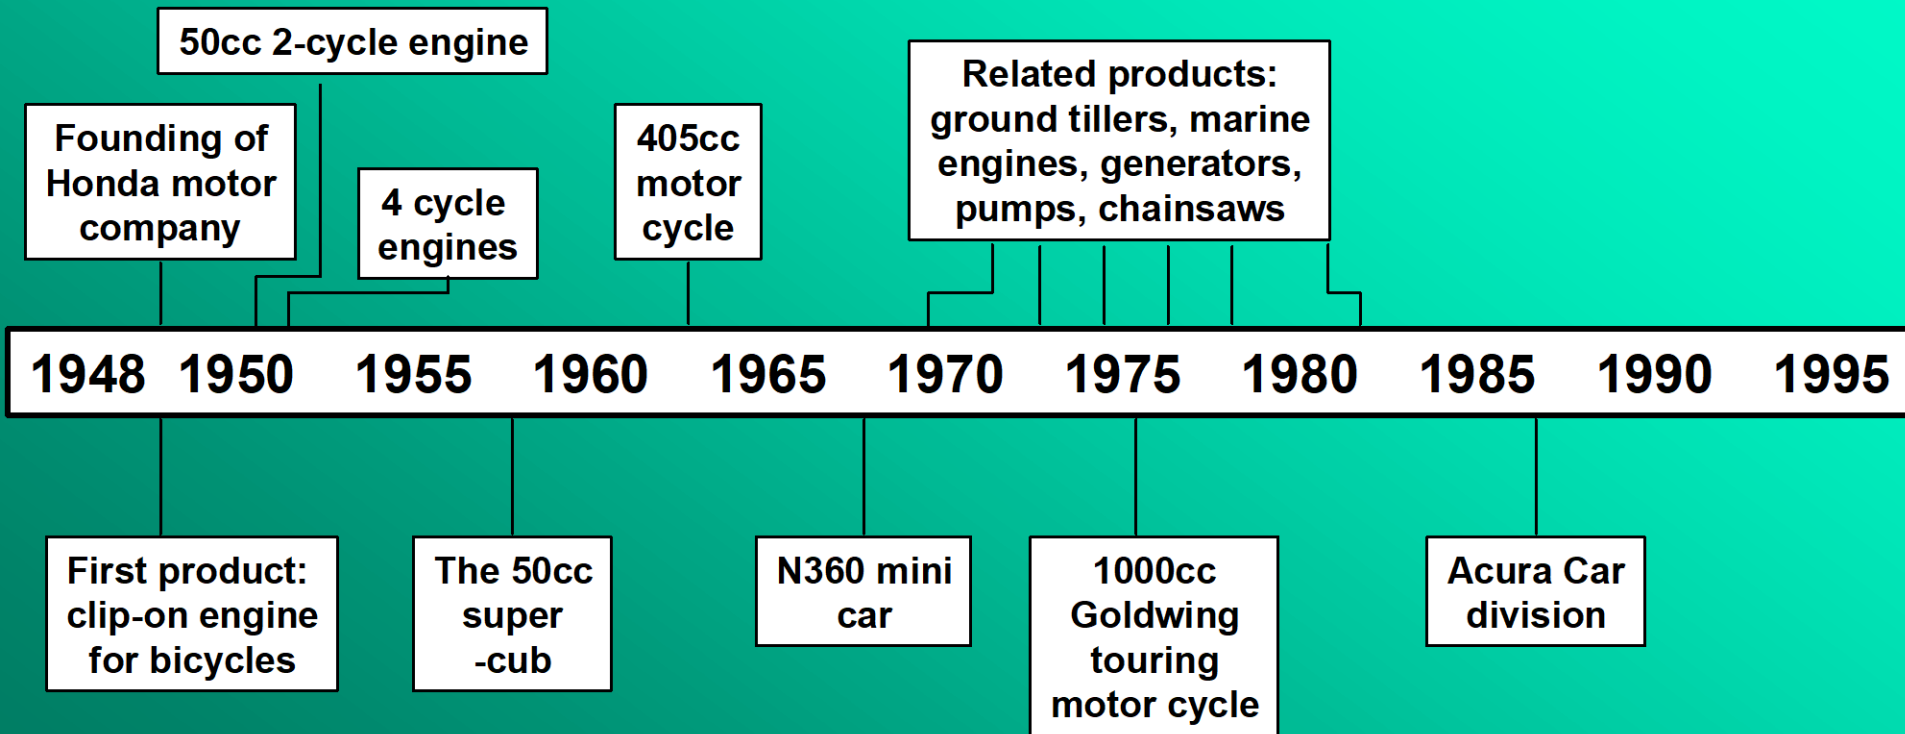 50cc 2-cycle engine
Founding of
Honda motor
company
4 cycle
engines
405cc
motor
cycle
Related products:
ground tillers, marine
engines, generators,
pumps, chainsaws
1948 1950 1955 1960 1965 1970 1975 1980 1985 1990 1995
First product:
clip-on engine
for bicycles
The 50cc
super
-cub
N360 mini
car
1000cc
Goldwing
touring
motor cycle
Acura Car
division